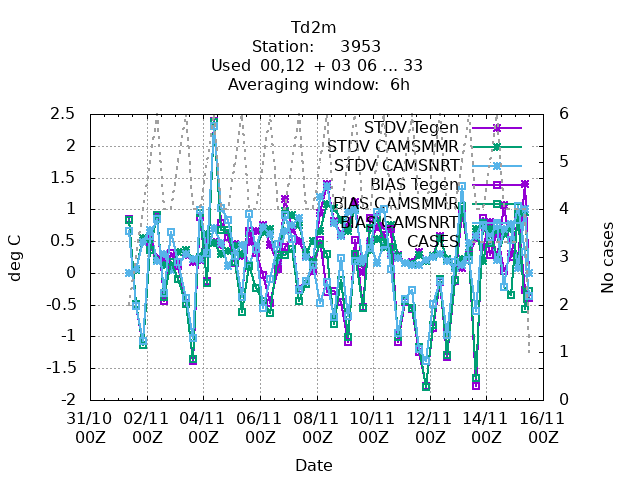 Td2m
Station: 3953
Used 00,12 + 03 06 ... 33
Averaging window: 6h
deg C
2.5
2
1.5
1
0.5
0
-0.5
-1
-1.5
-2
STDV Tegen
STDV CAMSMMR
STDV CAMSNRT
BIAS Tegen
BIAS CAMSMMR
BIAS CAMSNRT
CASES
6
5
4
3
2
1
0
No cases
31/10 02/11 04/11 06/11 08/11 10/11 12/11 14/11 16/11
00Z 00Z 00Z 00Z 00Z 00Z 00Z 00Z 00Z
Date